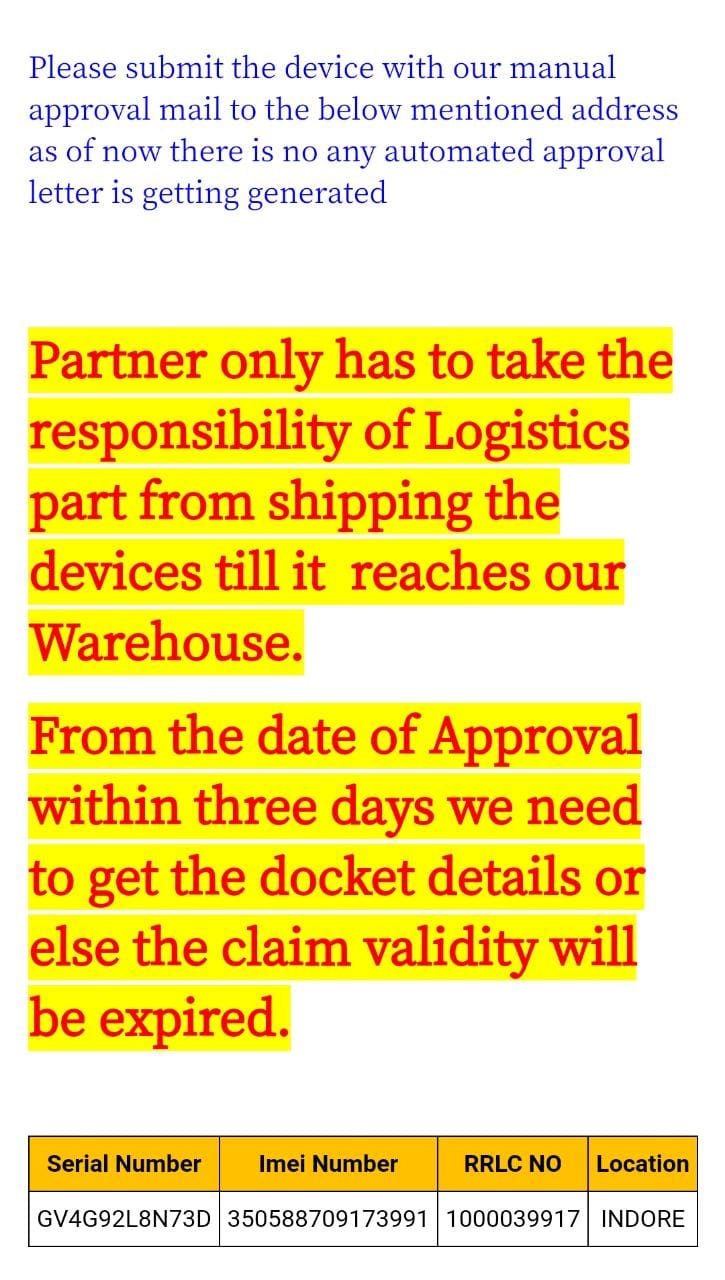 Please submit the device with our manual
approval mail to the below mentioned address
as of now there is no any automated approval
letter is getting generated
Partner only has to take the
responsibility of Logistics
part from shipping the
devices till it  reaches our
Warehouse.
From the date of Approval
within three days we need
to get the docket details or
else the claim validity will
be expired.
Serial Number Imei Number RRLC NO Location
GV4G92L8N73D 350588709173991 1000039917 INDORE